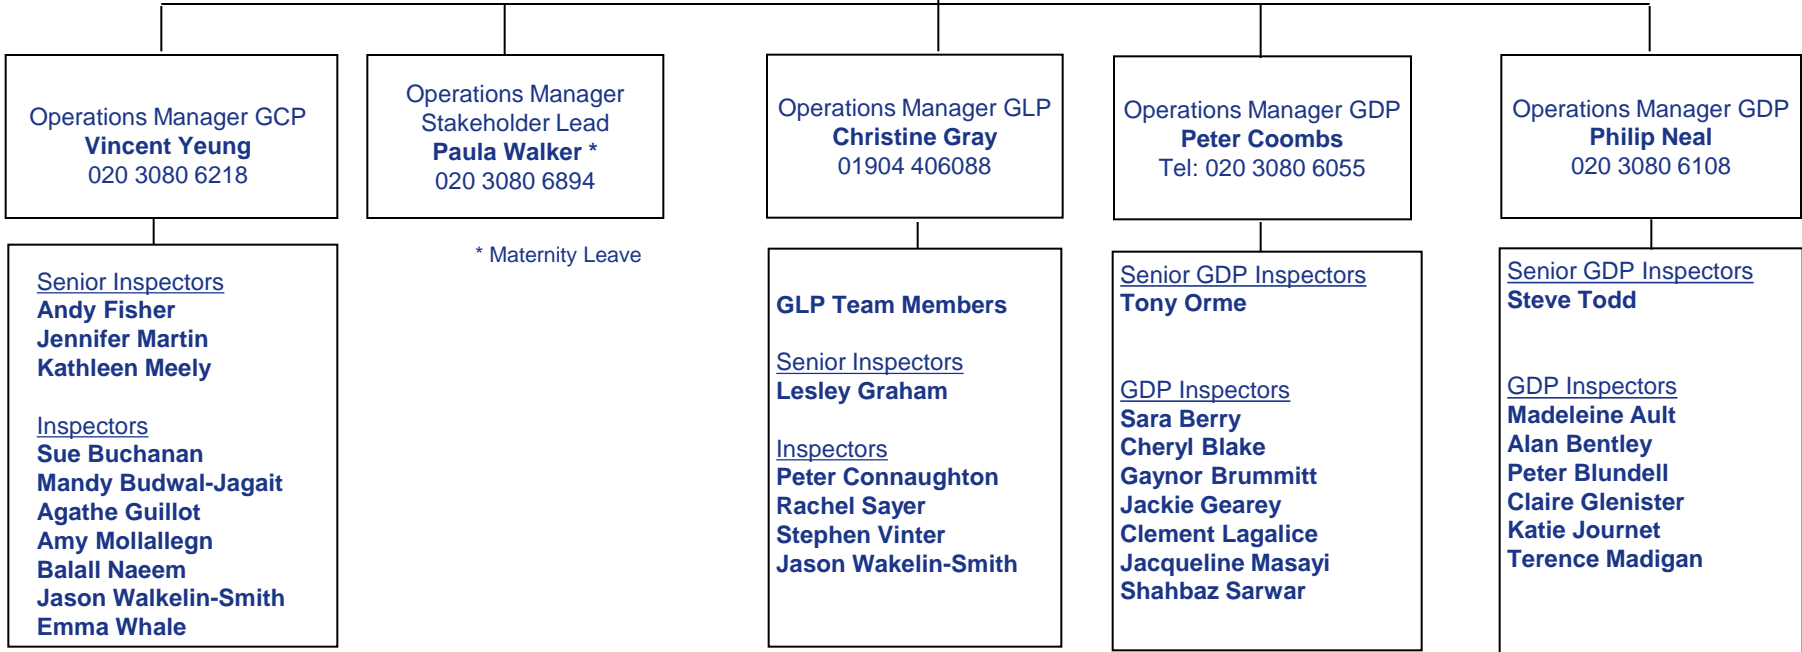 Operations Manager GCP
Vincent Yeung
020 3080 6218
Operations Manager
Stakeholder Lead
Paula Walker *
020 3080 6894
Operations Manager GLP
Christine Gray
01904 406088
Operations Manager GDP
Peter Coombs
Tel: 020 3080 6055
Operations Manager GDP
Philip Neal
020 3080 6108
Senior Inspectors
Andy Fisher
Jennifer Martin
Kathleen Meely
Inspectors
Sue Buchanan
Mandy Budwal-Jagait
Agathe Guillot
Amy Mollallegn
Balall Naeem
Jason Walkelin-Smith
Emma Whale
* Maternity Leave
GLP Team Members
Senior Inspectors
Lesley Graham
Inspectors
Peter Connaughton
Rachel Sayer
Stephen Vinter
Jason Wakelin-Smith
Senior GDP Inspectors
Tony Orme
GDP Inspectors
Sara Berry
Cheryl Blake
Gaynor Brummitt
Jackie Gearey
Clement Lagalice
Jacqueline Masayi
Shahbaz Sarwar
Senior GDP Inspectors
Steve Todd
GDP Inspectors
Madeleine Ault
Alan Bentley
Peter Blundell
Claire Glenister
Katie Journet
Terence Madigan